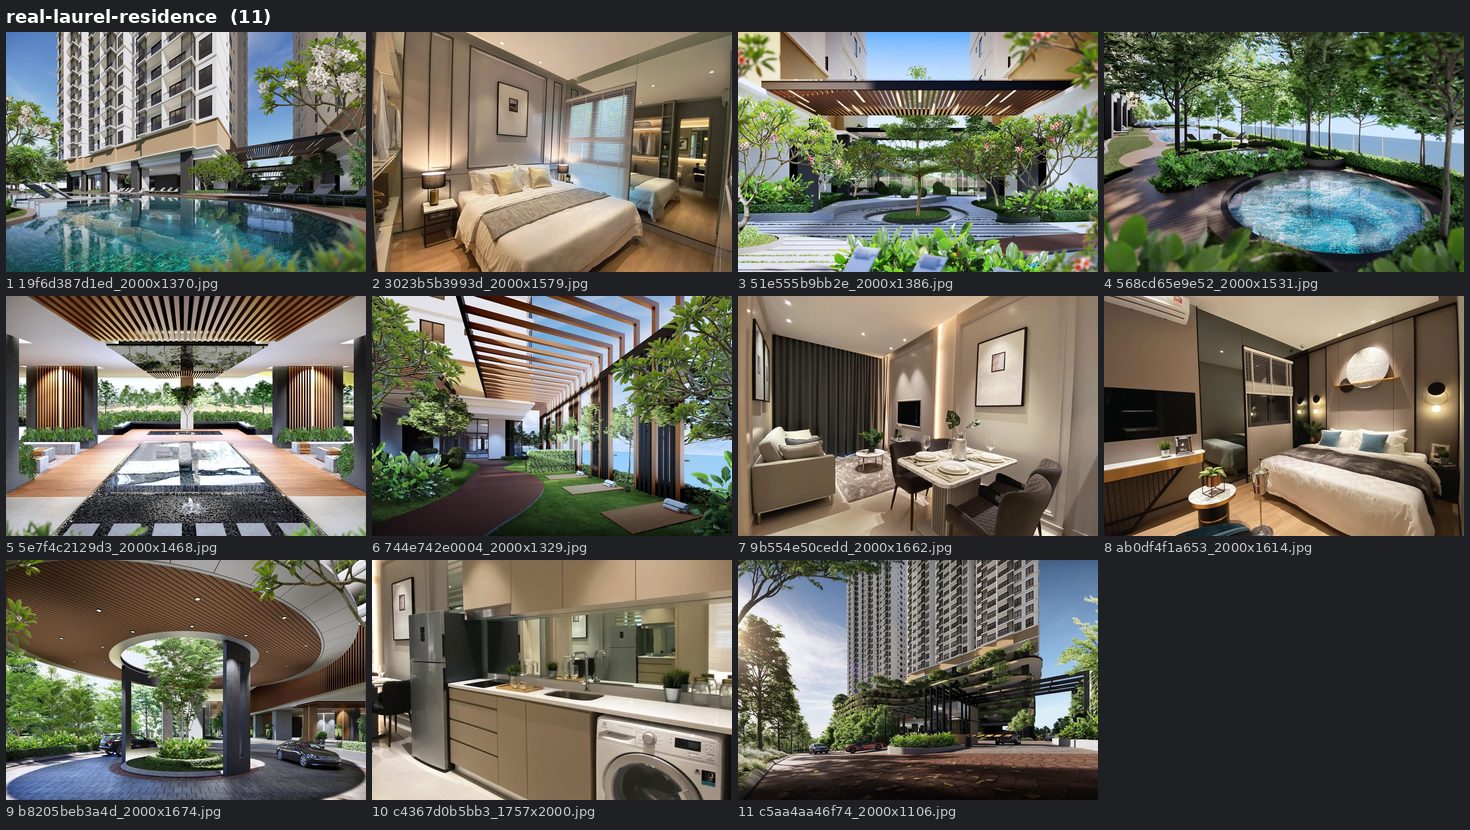 real-laurel-residence (11)
1 19f6d387d1ed_2000x1370.jpg
2 3023b5b3993d_2000x1579.jpg
3 51e555b9bb2e_2000x1386.jpg
4 568cd65e9e52_2000x1531.jpg
5 5e7f4c2129d3_2000x1468.jpg
6 744e742e0004_2000x1329.jpg
7 9b554e50cedd_2000x1662.jpg
8 ab0df4f1a653_2000x1614.jpg
9 b8205beb3a4d_2000x1674.jpg
10 c4367d0b5bb3_1757x2000.jpg
11 c5aa4aa46f74_2000x1106.jpg